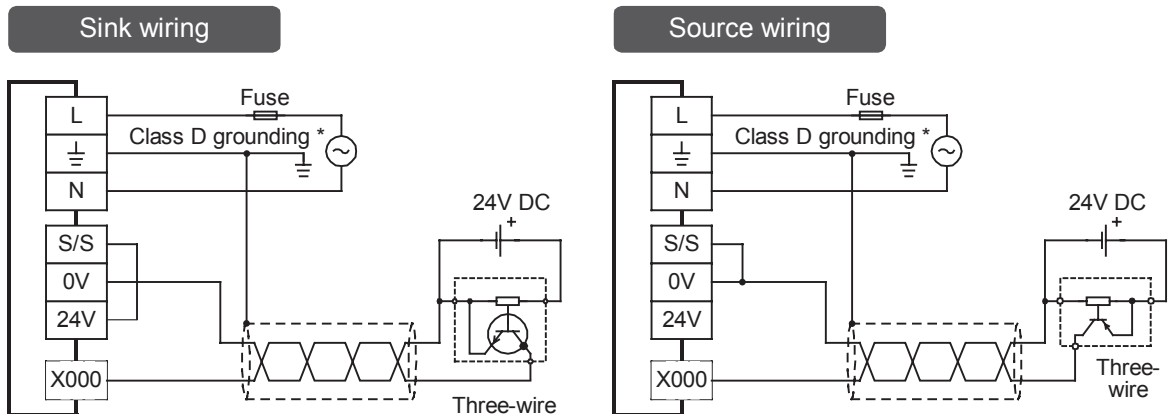 Sink wiring
L
N
S/S
0V
24V
X000
Fuse
Class D grounding *
24V DC
+
Three-wire
Source wiring
L
N
S/S
0V
24V
X000
Fuse
Class D grounding *
24V DC
+
Three-
wire